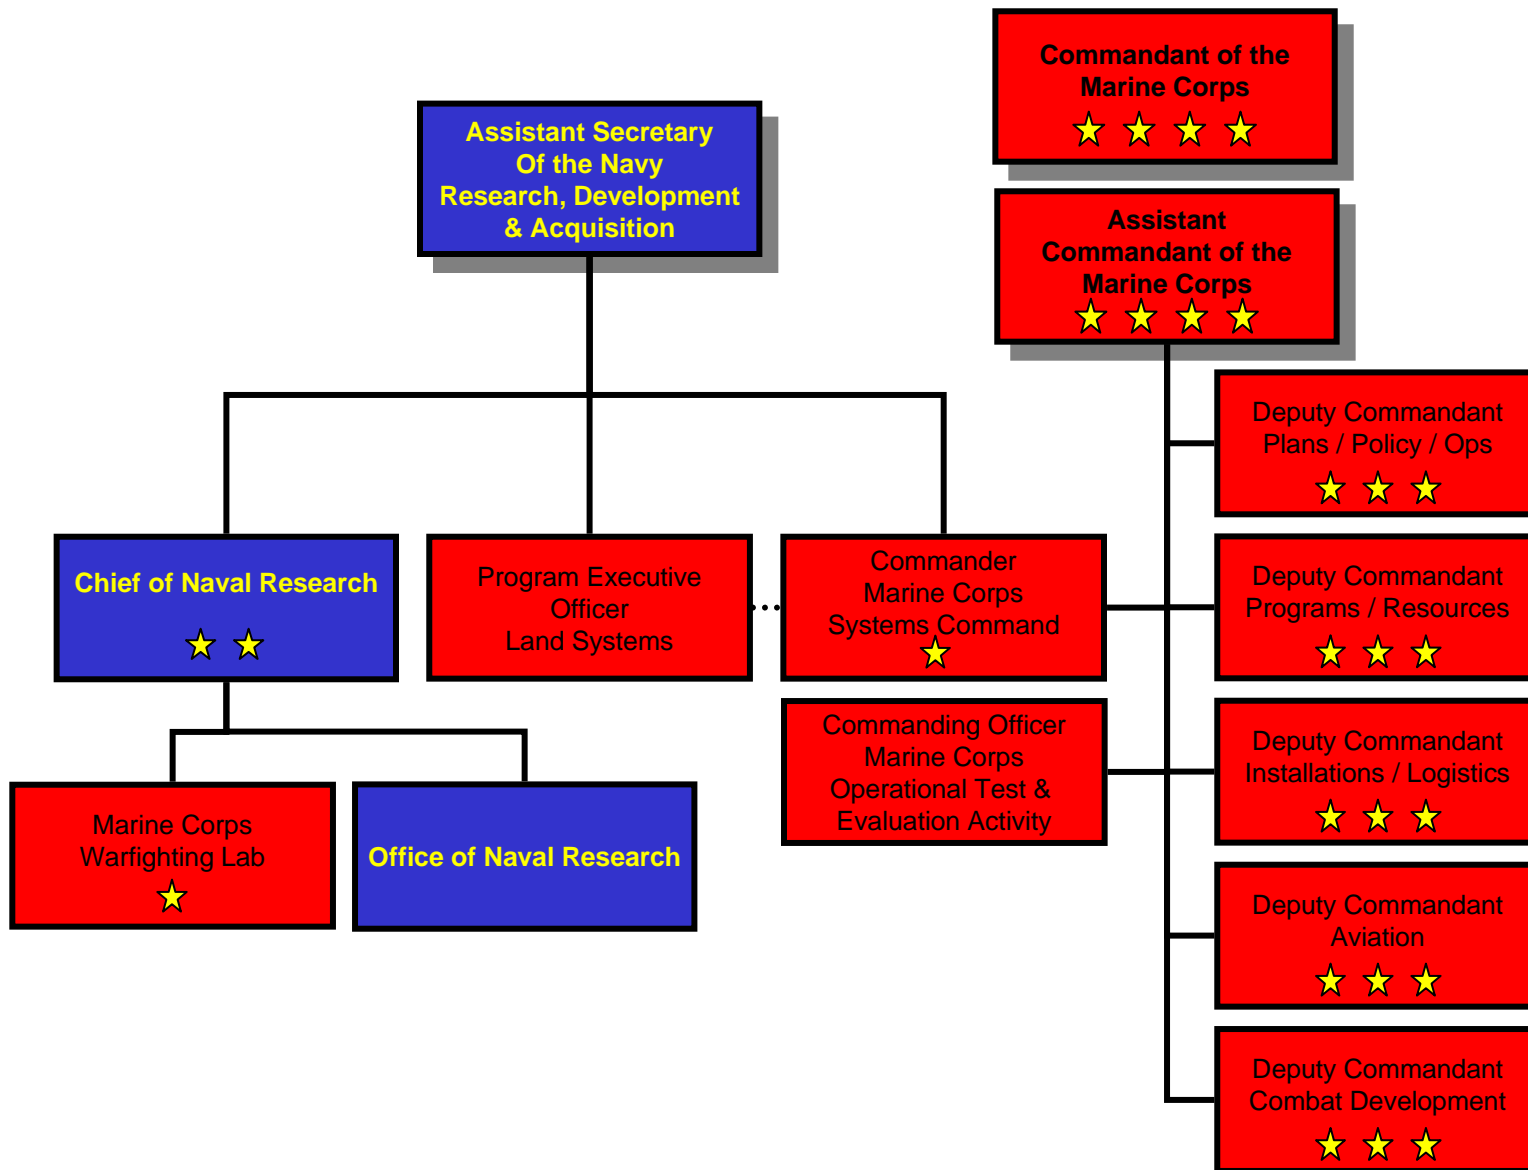 Commandant of the
Marine Corps
Assistant Secretary
Of the Navy
Research, Development
& Acquisition
Assistant
Commandant of the
Marine Corps
Deputy Commandant
Plans / Policy / Ops
Chief of Naval Research
Program Executive
Officer
Land Systems
Commander
Marine Corps
Systems Command
Deputy Commandant
Programs / Resources
Commanding Officer
Marine Corps
Operational Test &
Evaluation Activity
Deputy Commandant
Installations / Logistics
Marine Corps
Warfighting Lab
Office of Naval Research
Deputy Commandant
Aviation
Deputy Commandant
Combat Development